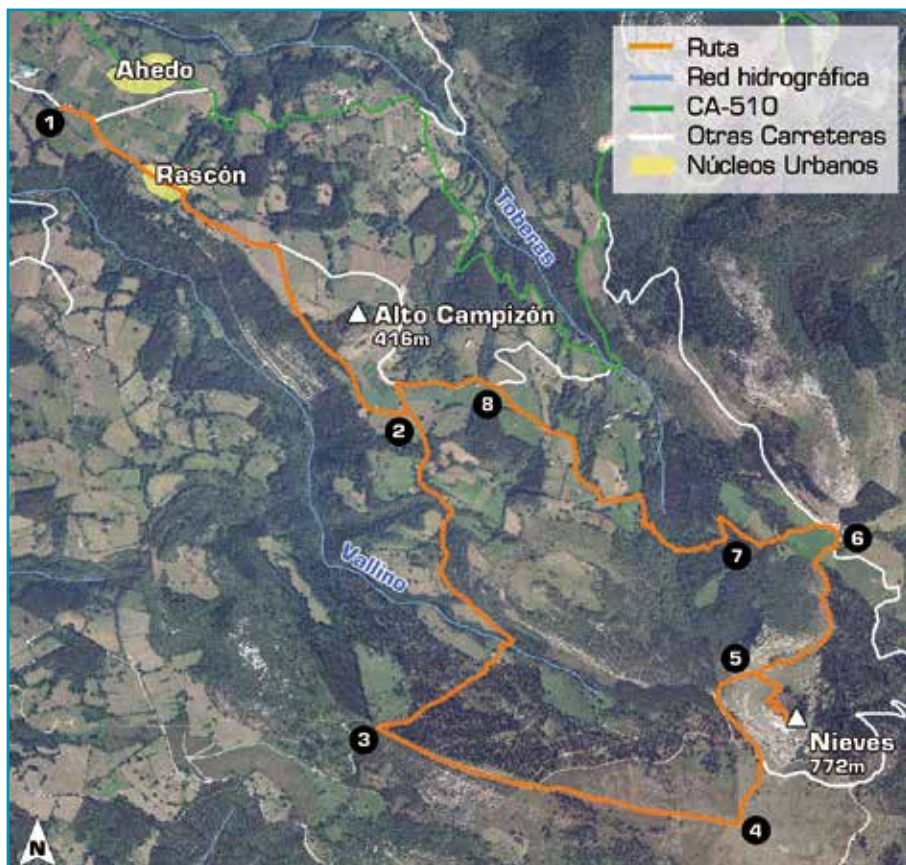 Ruta
Red hidrográfica
CA-510
Otras Carreteras
Núcleos Urbanos
Ahedo
1
Rascón
Toberas
Alto Campizón
416m
8
2
6
7
Vallino
5
3
Nieves
772m
4
N